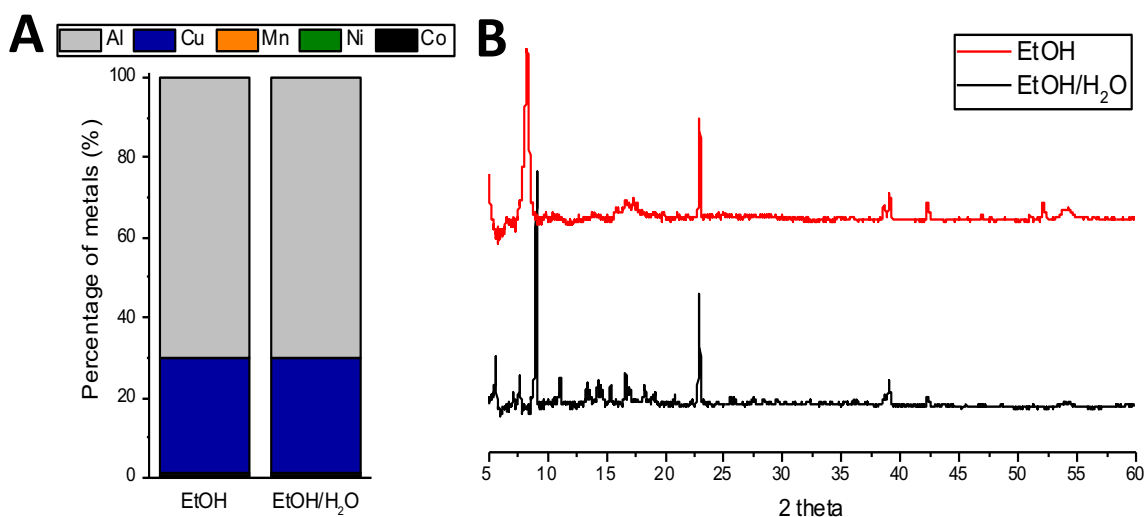 A
Al Cu Mn Ni Co
Percentage of metals (%)
100
80
60
40
20
0
EtOH EtOH/H₂O
B
EtOH
EtOH/H₂O
5 10 15 20 25 30 35 40 45 50 55 60
2 theta